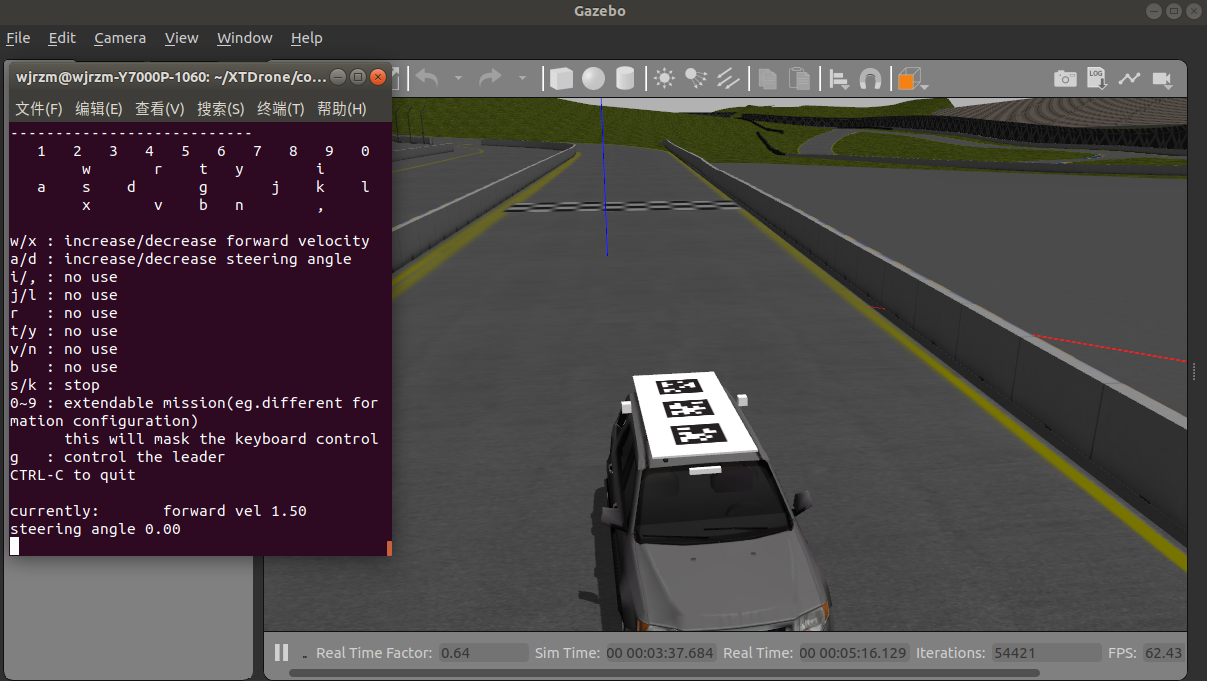 Gazebo
File Edit Camera View Window Help
wjrzm@wjrzm-Y7000P-1060: ~/XTDrone/co...
文件(F) 编辑(E) 查看(V) 搜索(S) 终端(T) 帮助(H)
LOG
---------------------------
1 2 3 4 5 6 7 8 9 0
w r t y i
a s d g j k l
x v b n ,
w/x : increase/decrease forward velocity
a/d : increase/decrease steering angle
i/, : no use
j/l : no use
r : no use
t/y : no use
v/n : no use
b : no use
s/k : stop
0~9 : extendable mission(eg.different for
mation configuration)
this will mask the keyboard control
g : control the leader
CTRL-C to quit
currently: forward vel 1.50
steering angle 0.00
Real Time Factor: 0.64 Sim Time: 00 00:03:37.684 Real Time: 00 00:05:16.129 Iterations: 54421 FPS: 62.43